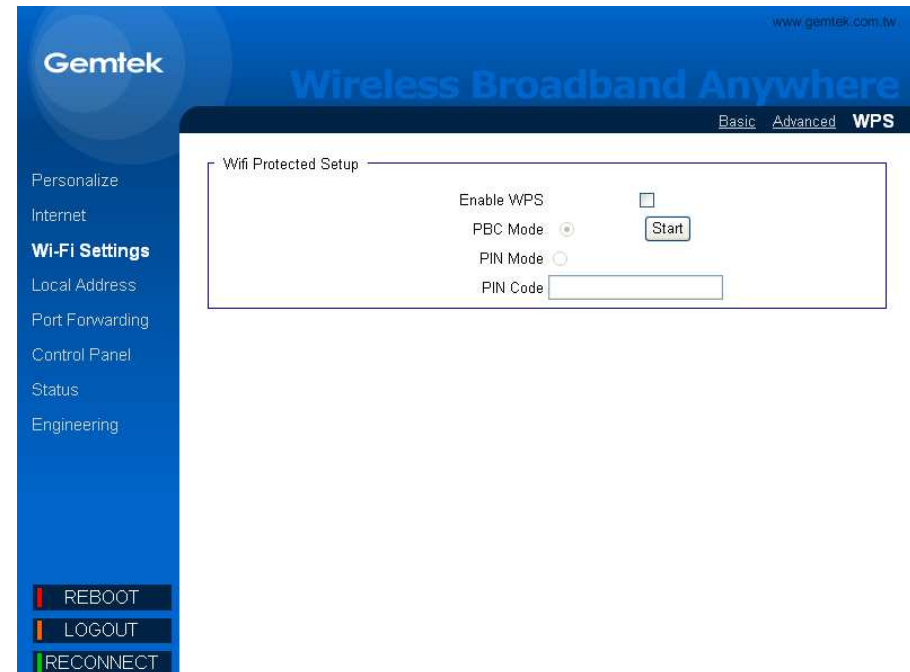 www.gemtek.com.tw
Gemtek
Wireless Broadband Anywhere
Basic Advanced WPS
Wifi Protected Setup
Enable WPS
PBC Mode Start
PIN Mode
PIN Code
Personalize
Internet
Wi-Fi Settings
Local Address
Port Forwarding
Control Panel
Status
Engineering
REBOOT
LOGOUT
RECONNECT